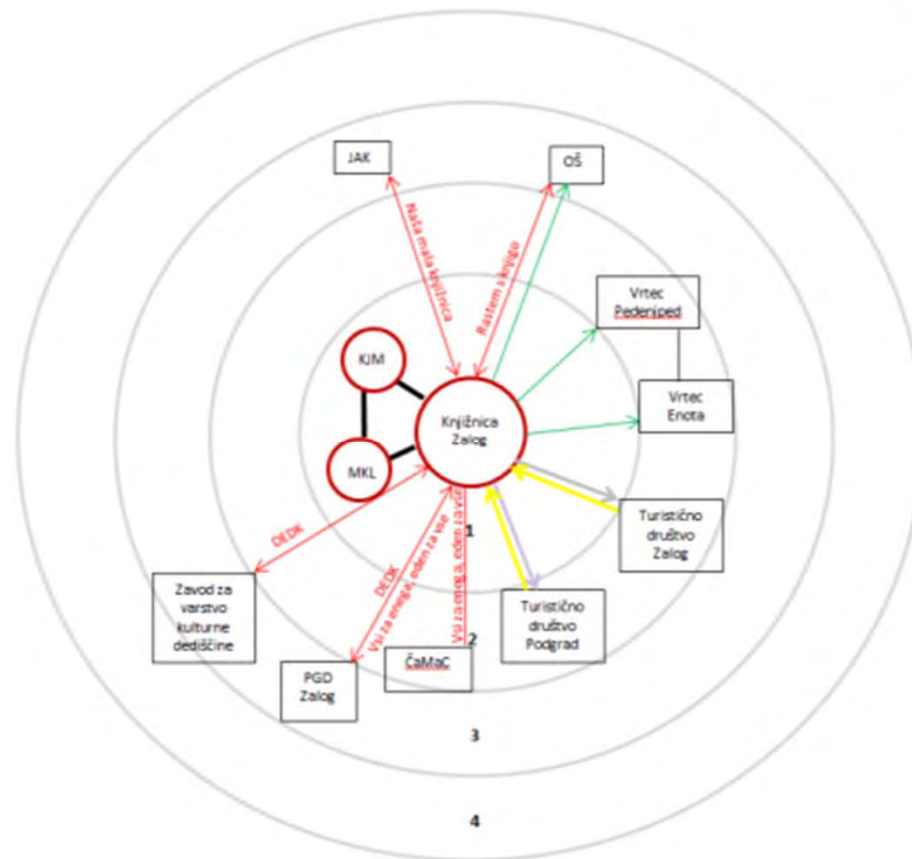 JAK
OŠ
Naša mala knjižnica
Rastem s knjigo
Vrtec
Pedenjped
KJM
Knjižnica
Zalog
Vrtec
Enota
MKL
DEDK
Turistično
društvo
Zalog
1
Zavod za
varstvo
kulturne
dediščine
DEDK
Vsi za enega, eden za vse
Vsi za enega, eden za vse
Turistično
društvo
Podgrad
2
PGD
Zalog
ČaMaC
3
4